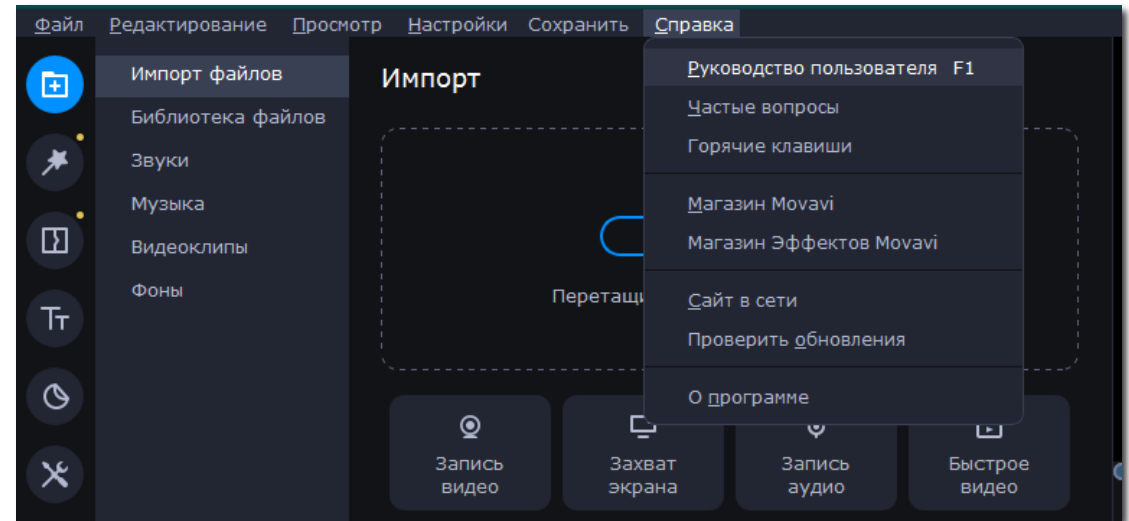 Файл Редактирование Просмотр Настройки Сохранить Справка
Импорт файлов
Библиотека файлов
Звуки
Музыка
Видеоклипы
Фоны
Импорт
Руководство пользователя F1
Частые вопросы
Горячие клавиши
Магазин Movavi
Магазин Эффектов Movavi
Сайт в сети
Проверить обновления
О программе
Тт
Запись
видео
Захват
экрана
Запись
аудио
Быстрое
видео